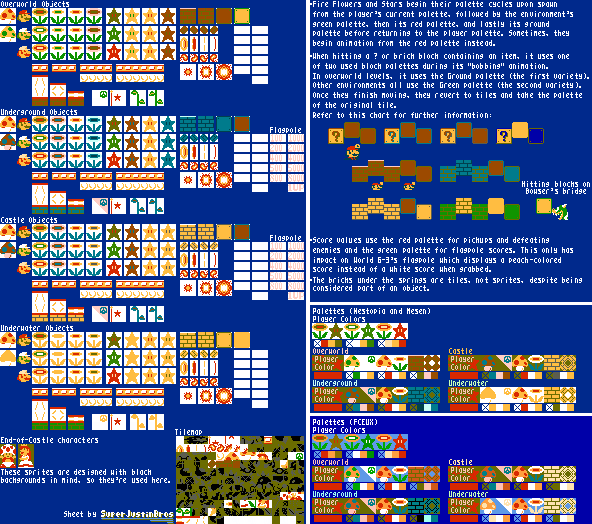 Overworld Objects
Underground Objects
Flagpole
Castle Objects
Flagpole
Underwater Objects
End-of-Castle characters
These sprites are designed with black
backgrounds in mind, so they're used here.
Tilemap
Sheet by SuperJustinBros
•Fire Flowers and Stars begin their palette cycles upon spawn
from the player's current palette, followed by the environment's
green palette, then its red palette, and lastly its ground
palette before returning to the player palette. Sometimes, they
begin animation from the red palette instead.
•When hitting a ? or brick block containing an item, it uses one
of two used block palettes during its "bobbing" animation.
In overworld levels, it uses the Ground palette (the first variety).
Other environments all use the Green palette (the second variety).
Once they finish moving, they revert to tiles and take the palette
of the original tile.
Refer to this chart for further information:
Hitting blocks on
Bowser's bridge
•Score values use the red palette for pickups and defeating
enemies and the green palette for flagpole scores. This only has
impact on World 6-3's flagpole which displays a peach-colored
score instead of a white score when grabbed.
•The bricks under the springs are tiles, not sprites, despite being
considered part of an object.
Palettes (Nestopia and Mesen)
Player Colors
Overworld
Castle
Player
Color
Player
Color
Underground
Underwater
Player
Color
Player
Color
Palettes (FCEUX)
Player Colors
Overworld
Castle
Player
Color
Player
Color
Underground
Underwater
Player
Color
Player
Color